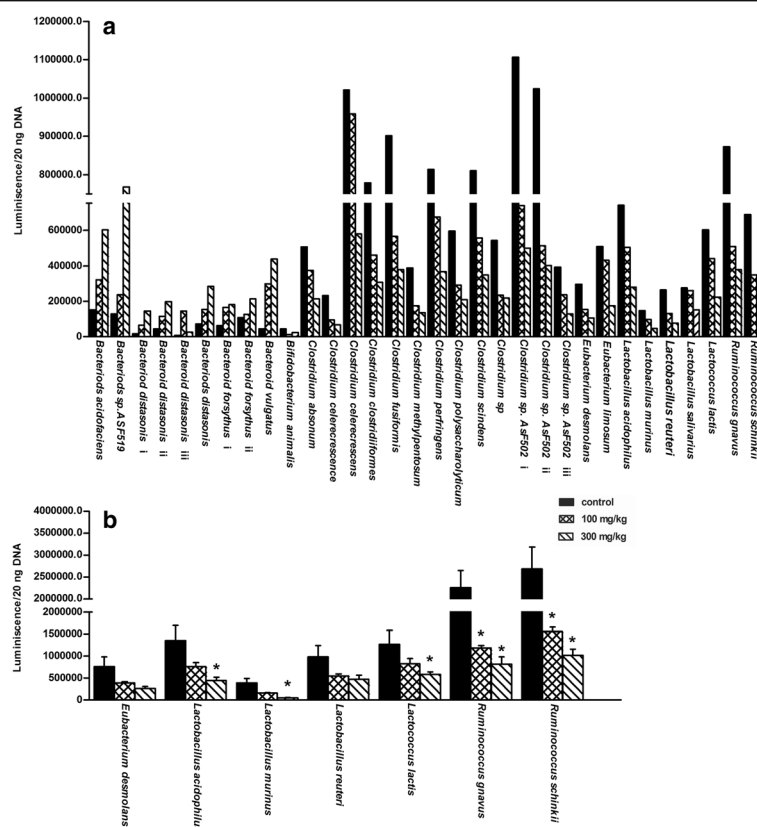 a
1200000.0
1100000.0
1000000.0
900000.0
800000.0
600000
400000
200000
0
Luminiscence/20 ng DNA
Bacteriods acidofaciens
Bacteriods sp.ASF519
Bacteriod distasonis i
Bacteroid distasonis ii
Bacteroid distasonis iii
Bacteriods distasonis
Bacteroid forsythus i
Bacteroid forsythus ii
Bacteroid vulgatus
Bifidobacterium animalis
Clostridium absonum
Clostridium celerecrescence
Clostridium celerecrescens
Clostridium clostridiiformes
Clostridium fusiformis
Clostridium methylpentosum
Clostridium perfringens
Clostridium polysaccharolyticum
Clostridium scindens
Clostridium sp
Clostridium sp. AsF502 i
Clostridium sp. AsF502 ii
Clostridium sp. AsF502 iii
Eubacterium desmolans
Eubacterium limosum
Lactobacillus acidophilus
Lactobacillus murinus
Lactobacillus reuteri
Lactobacillus salivarius
Lactococcus lactis
Ruminococcus gnavus
Ruminococcus schinkii
b
control
100 mg/kg
300 mg/kg
4000000.0
3500000.0
3000000.0
2500000.0
2000000.0
2000000
1500000
1000000
500000
0
Luminiscence/20 ng DNA
* * * * * * *
Eubacterium desmolans
Lactobacillus acidophilu
Lactobacillus murinus
Lactobacillus reuteri
Lactococcus lactis
Ruminococcus gnavus
Ruminococcus schinkii